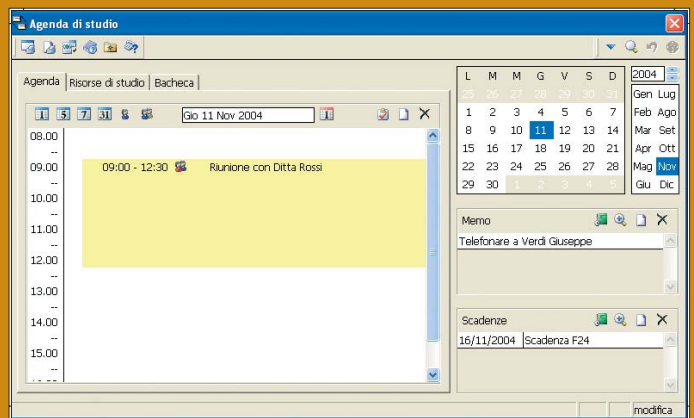 Agenda di studio
Agenda Risorse di studio Bacheca
1 5 7 31 Gio 11 Nov 2004 1
08.00
--
09.00 09:00 - 12:30 Riunione con Ditta Rossi
--
10.00
--
11.00
--
12.00
--
13.00
--
14.00
--
15.00
--
L M M G V S D 2004
25 26 27 28 29 30 31 Gen Lug
1 2 3 4 5 6 7 Feb Ago
8 9 10 11 12 13 14 Mar Set
15 16 17 18 19 20 21 Apr Ott
22 23 24 25 26 27 28 Mag Nov
29 30 1 2 3 4 5 Giu Dic
Memo
Telefonare a Verdi Giuseppe
Scadenze
16/11/2004 Scadenza F24
modifica